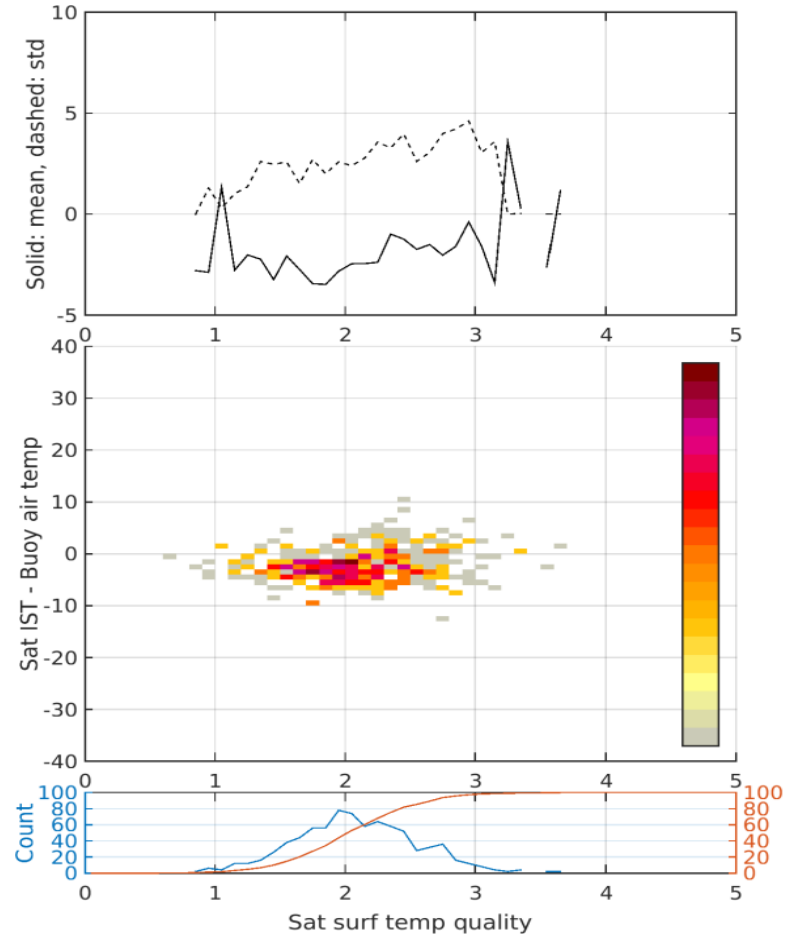 Solid: mean, dashed: std
10
5
0
-5
0 1 2 3 4 5
Sat IST - Buoy air temp
40
30
20
10
0
-10
-20
-30
-40
0 1 2 3 4 5
Count
100 100
80 80
60 60
40 40
20 20
0 0
0 1 2 3 4 5
Sat surf temp quality